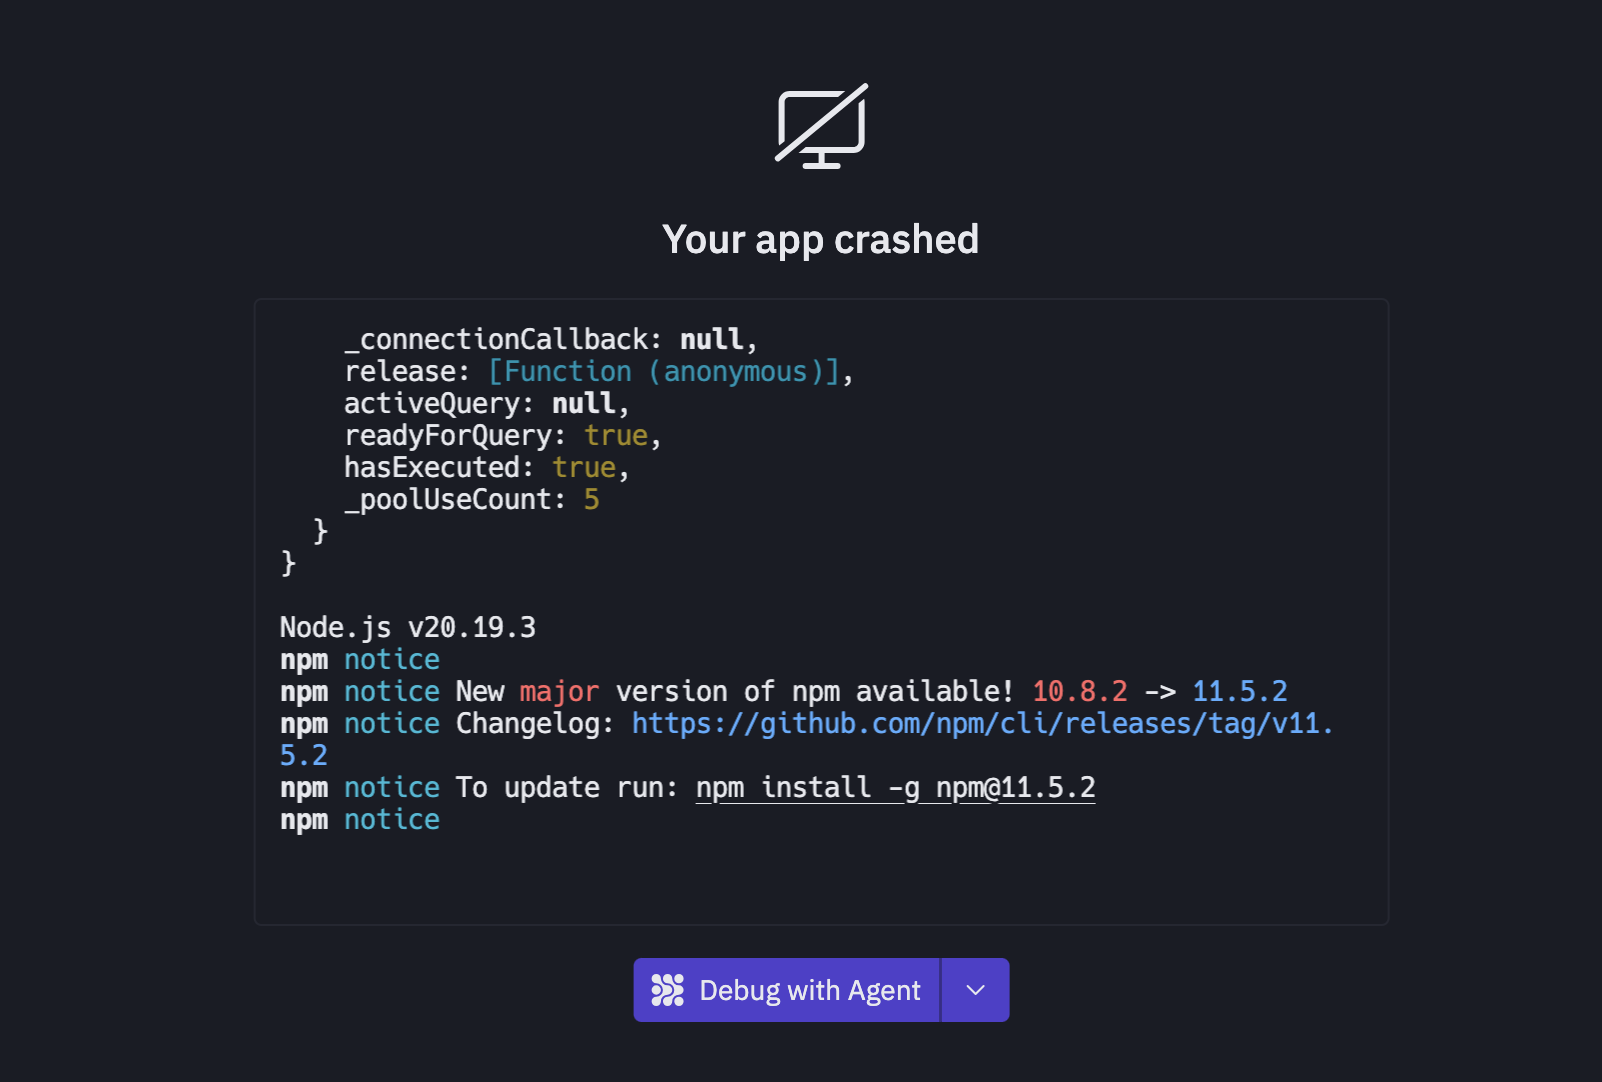 Your app crashed
_connectionCallback: null,
release: [Function (anonymous)],
activeQuery: null,
readyForQuery: true,
hasExecuted: true,
_poolUseCount: 5
}
}
Node.js v20.19.3
npm notice
npm notice New major version of npm available! 10.8.2 -> 11.5.2
npm notice Changelog: https://github.com/npm/cli/releases/tag/v11.
5.2
npm notice To update run: npm install -g npm@11.5.2
npm notice
Debug with Agent